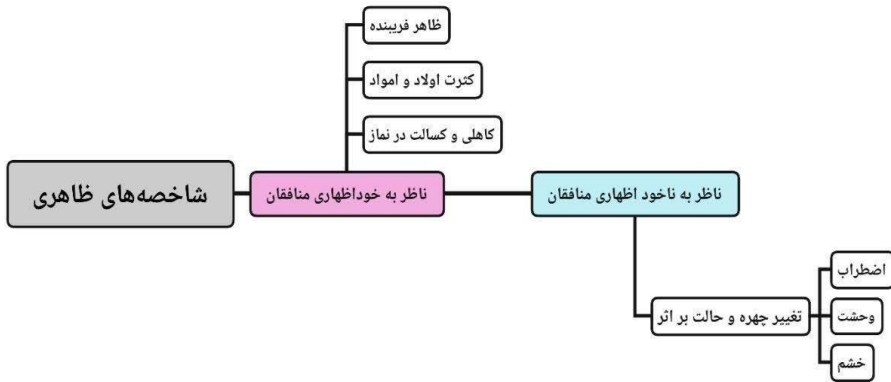 شاخصه‌های ظاهری
ناظر به خوداظهاری منافقان
ظاهر فریبنده
کثرت اولاد و امواد
کاهلی و کسالت در نماز
ناظر به ناخود اظهاری منافقان
تغییر چهره و حالت بر اثر
اضطراب
وحشت
خشم